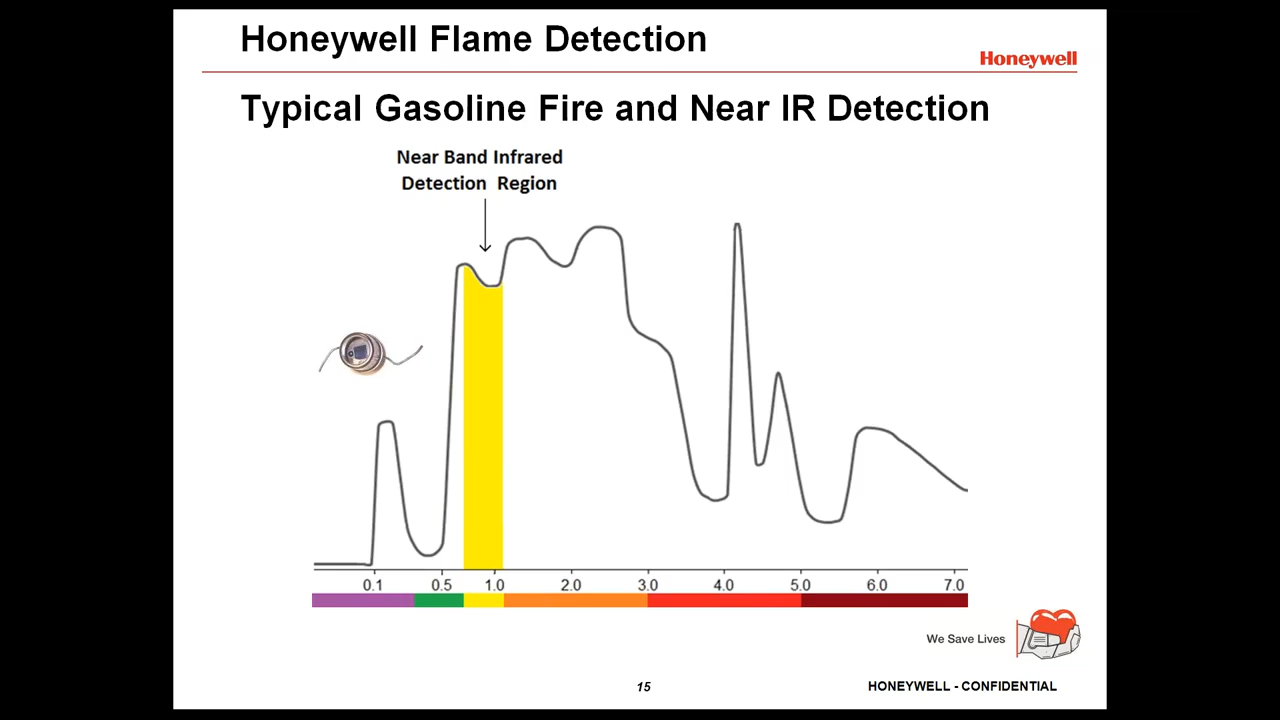 Honeywell Flame Detection
Honeywell
Typical Gasoline Fire and Near IR Detection
Near Band Infrared
Detection Region
0.1 0.5 1.0 2.0 3.0 4.0 5.0 6.0 7.0
We Save Lives
15
HONEYWELL - CONFIDENTIAL